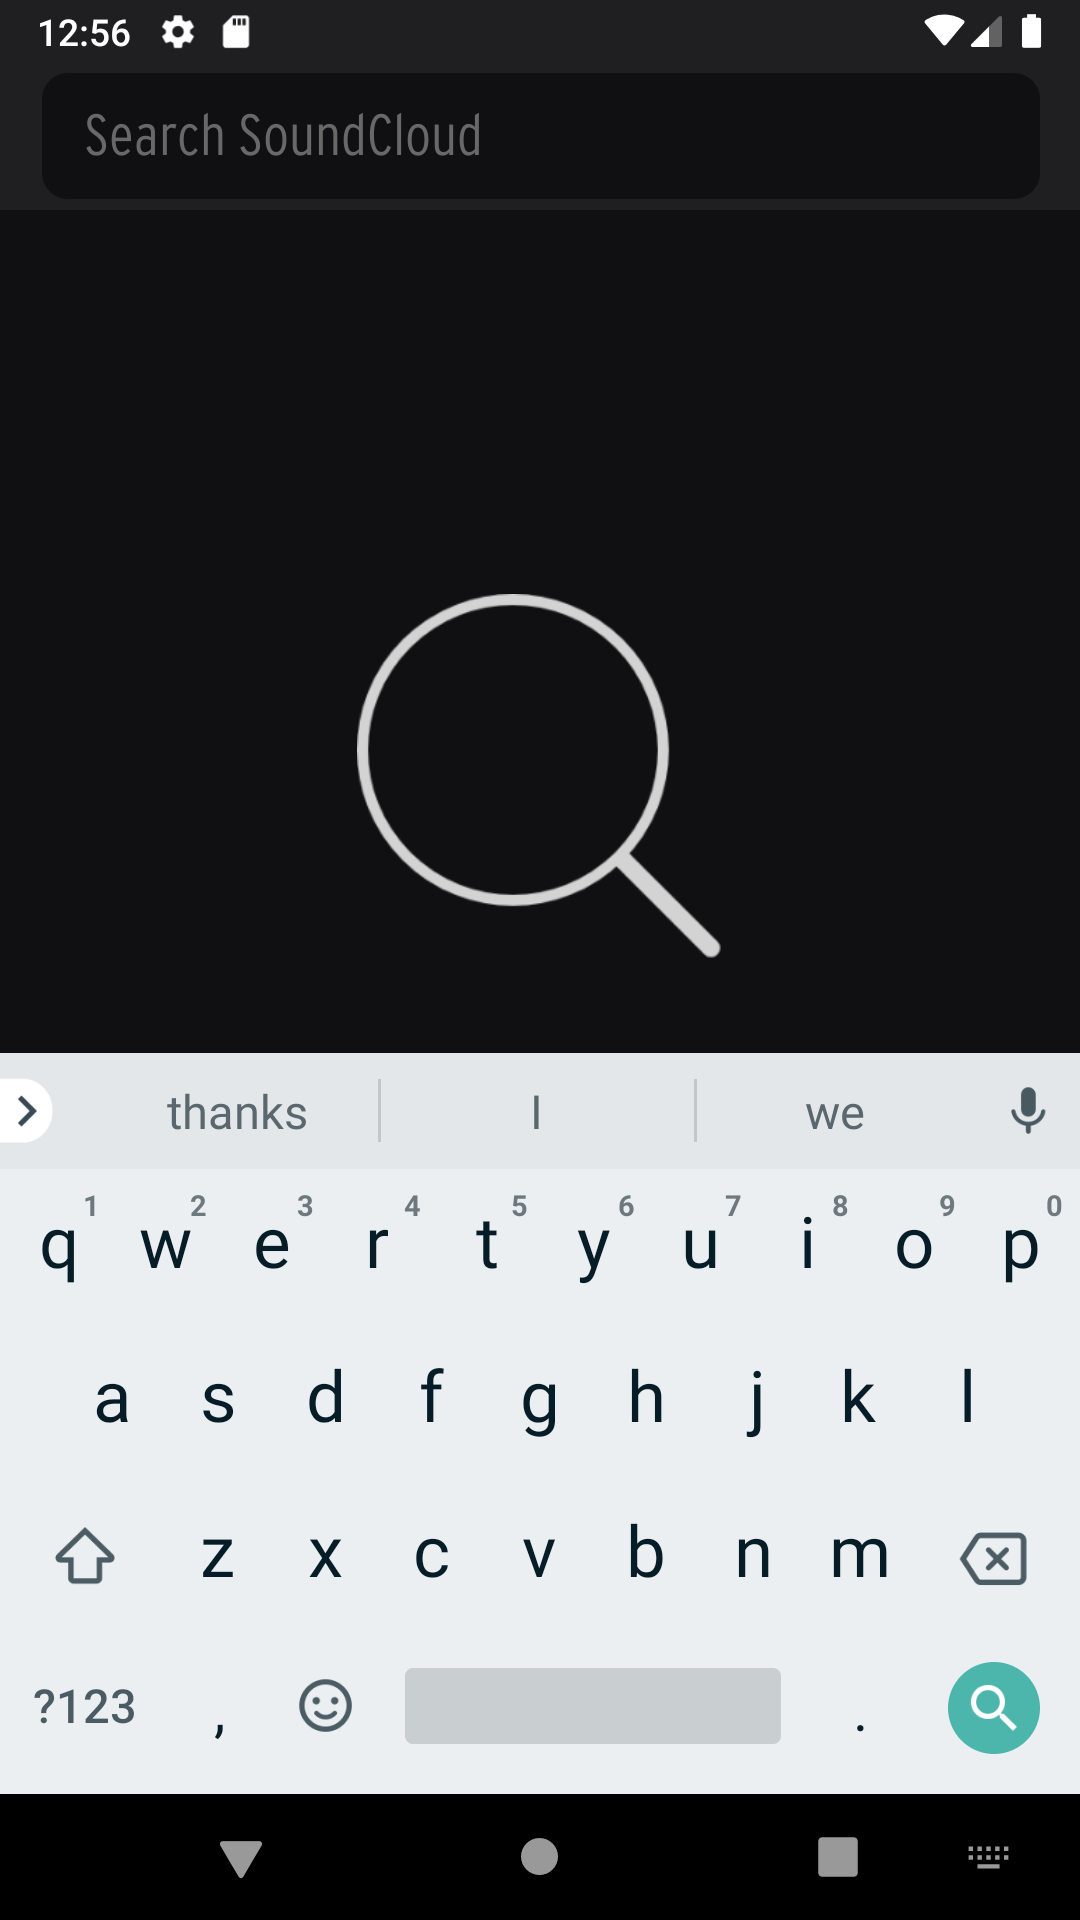 12:56
Search SoundCloud
thanks I we
1 2 3 4 5 6 7 8 9 0
q w e r t y u i o p
a s d f g h j k l
z x c v b n m
?123 , .